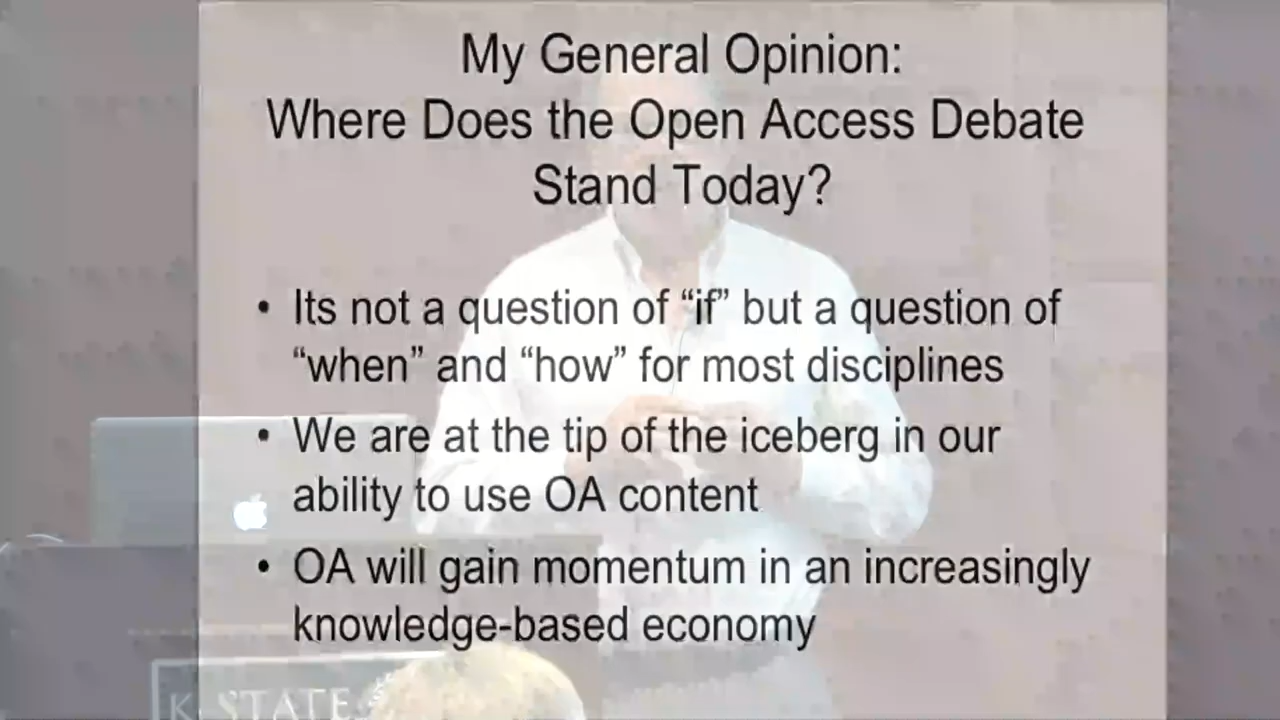 My General Opinion:
Where Does the Open Access Debate
Stand Today?
• Its not a question of “if” but a question of
“when” and “how” for most disciplines
• We are at the tip of the iceberg in our
ability to use OA content
• OA will gain momentum in an increasingly
knowledge-based economy
K-STATE